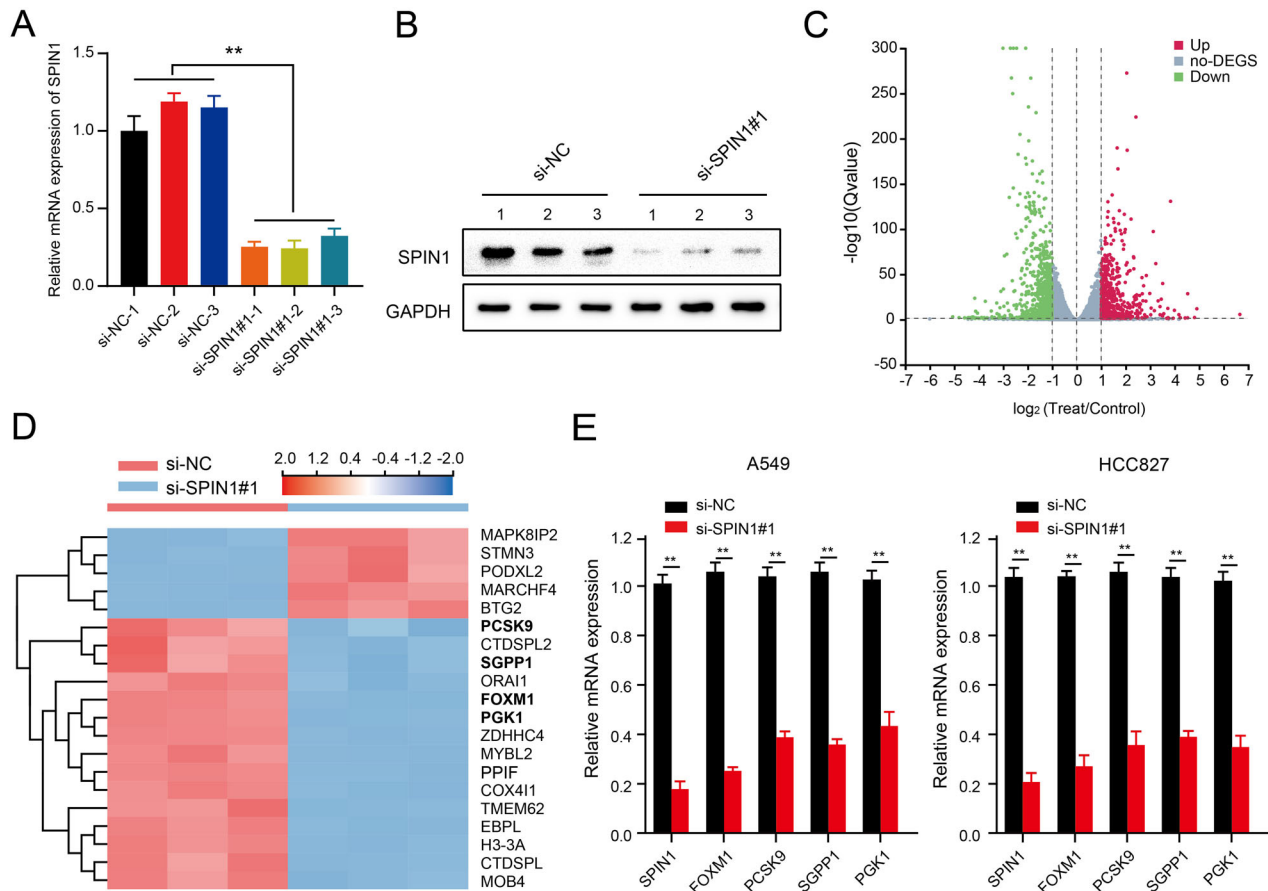 A
Relative mRNA expression of SPIN1
1.5
1.0
0.5
0.0
**
si-NC-1
si-NC-2
si-NC-3
si-SPIN1#1-1
si-SPIN1#1-2
si-SPIN1#1-3
B
si-NC
si-SPIN1#1
1 2 3 1 2 3
SPIN1
GAPDH
C
-log10(Qvalue)
300
250
200
150
100
50
0
-50
Up
no-DEGS
Down
-7 -6 -5 -4 -3 -2 -1 0 1 2 3 4 5 6 7
log2 (Treat/Control)
D
si-NC
si-SPIN1#1
2.0 1.2 0.4 -0.4 -1.2 -2.0
MAPK8IP2
STMN3
PODXL2
MARCHF4
BTG2
PCSK9
CTDSPL2
SGPP1
ORAI1
FOXM1
PGK1
ZDHHC4
MYBL2
PPIF
COX4I1
TMEM62
EBPL
H3-3A
CTDSPL
MOB4
E
A549
si-NC
si-SPIN1#1
Relative mRNA expression
1.2
1.0
0.8
0.6
0.4
0.2
0.0
** ** ** ** **
SPIN1
FOXM1
PCSK9
SGPP1
PGK1
HCC827
si-NC
si-SPIN1#1
Relative mRNA expression
1.2
1.0
0.8
0.6
0.4
0.2
0.0
** ** ** ** **
SPIN1
FOXM1
PCSK9
SGPP1
PGK1